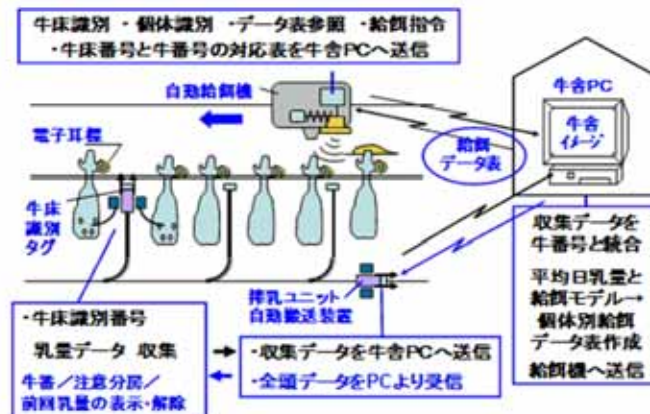 牛床識別 ・ 個体識別 ・データ表参照 ・給餌指令
・牛床番号と牛番号の対応表を牛舎PCへ送信
自動給餌機
牛舎PC
電子耳標
牛舎
イメージ
給餌
データ表
牛床
識別
タグ
搾乳ユニット
自動搬送装置
収集データを
牛番号と統合
平均日乳量と
給餌モデル→
個体別給餌
データ表作成
給餌機へ送信
・牛床識別番号
乳量データ 収集
牛番／注意分房／
前回乳量の表示・解除
・収集データを牛舎PCへ送信
・全頭データをPCより受信